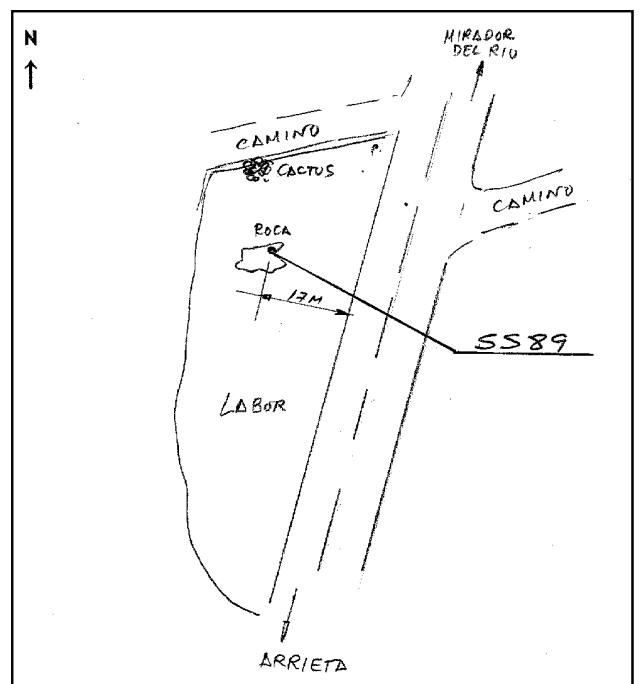 N
MIRADOR
DEL RIO
CAMINO
CACTUS
CAMINO
ROCA
17M
SS89
LABOR
ARRIETA